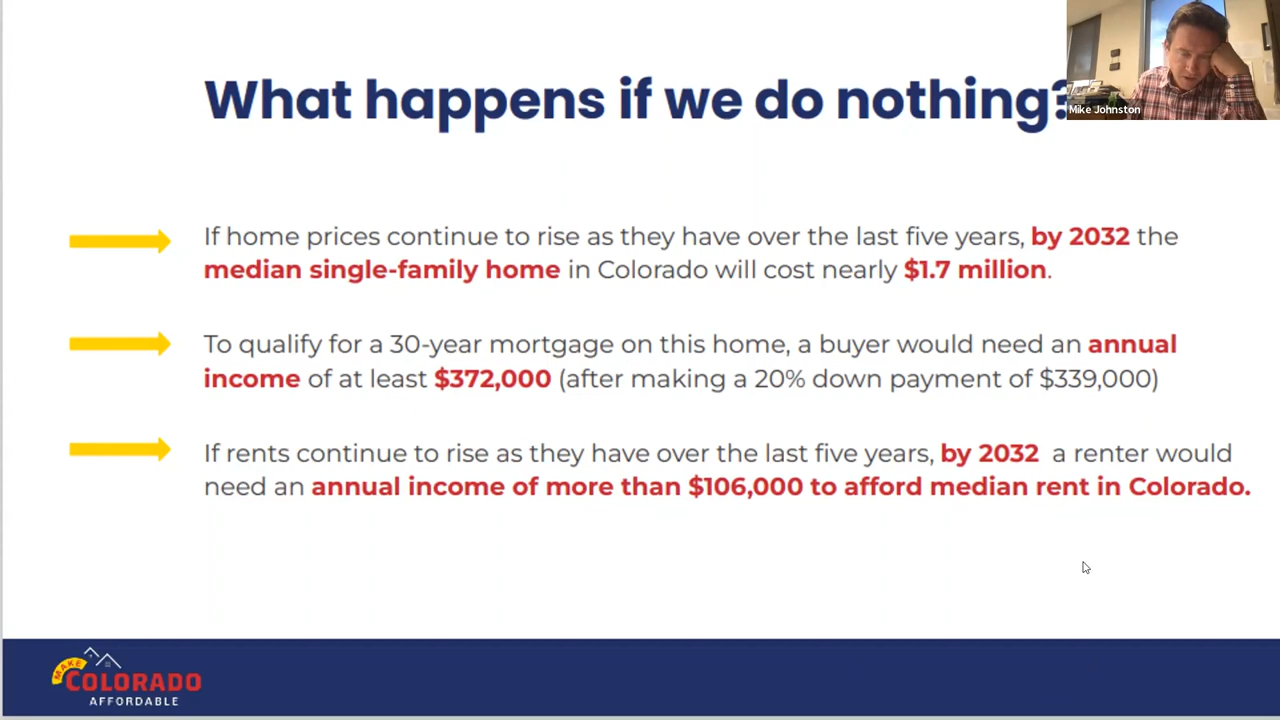 What happens if we do nothing?
Mike Johnston
If home prices continue to rise as they have over the last five years, by 2032 the
median single-family home in Colorado will cost nearly $1.7 million.
To qualify for a 30-year mortgage on this home, a buyer would need an annual
income of at least $372,000 (after making a 20% down payment of $339,000)
If rents continue to rise as they have over the last five years, by 2032 a renter would
need an annual income of more than $106,000 to afford median rent in Colorado.
MAKE
COLORADO
AFFORDABLE